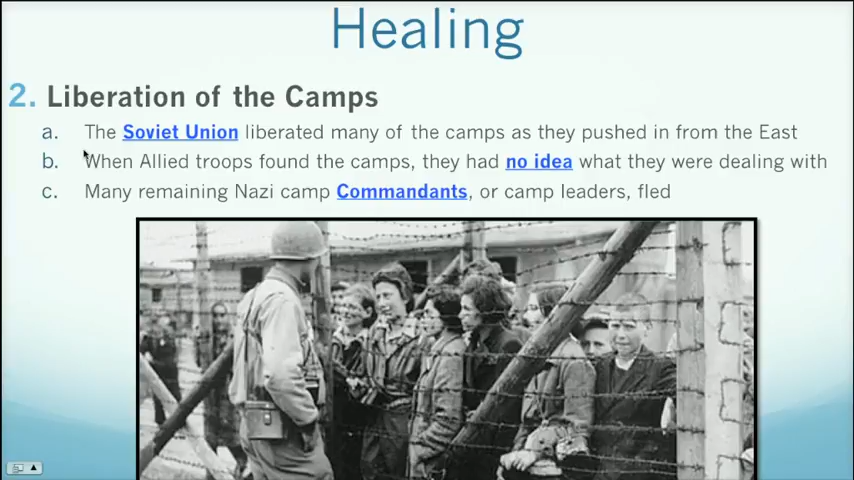 Healing
2. Liberation of the Camps
a. The Soviet Union liberated many of the camps as they pushed in from the East
b. When Allied troops found the camps, they had no idea what they were dealing with
c. Many remaining Nazi camp Commandants, or camp leaders, fled